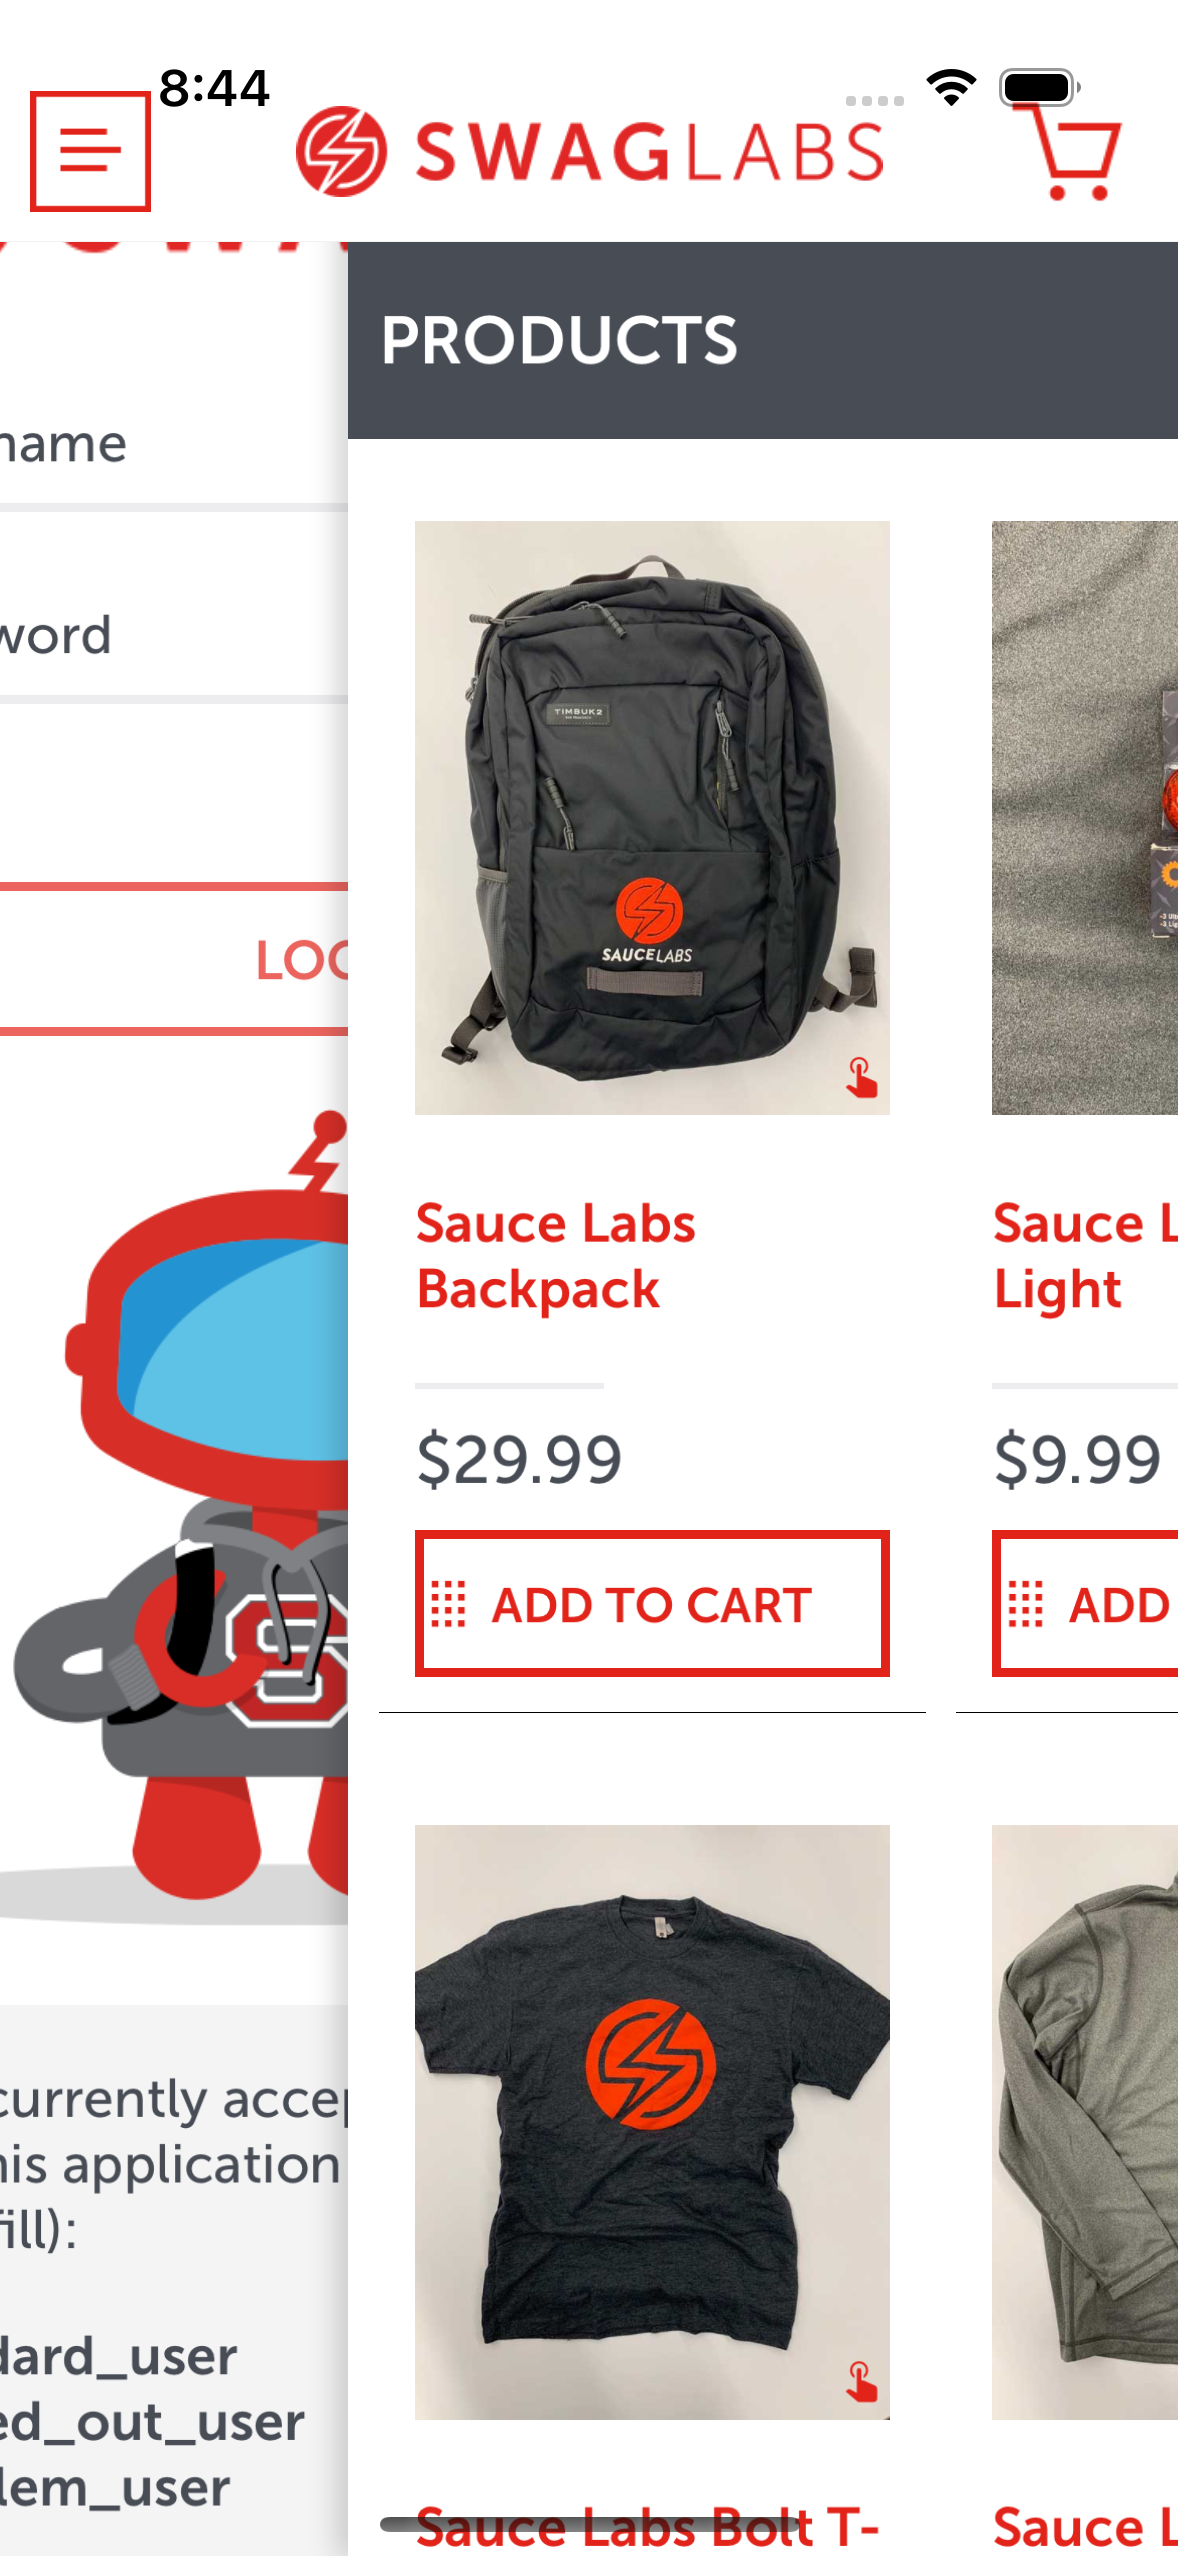 8:44
SWAGLABS
PRODUCTS
name
word
LOG
TIMBUK2
SAUCELABS
Sauce Labs
Backpack
$29.99
ADD TO CART
Sauce L
Light
$9.99
ADD
currently accep
his application
fill):
dard_user
ed_out_user
lem_user
Sauce Labs Bolt T-
Sauce L